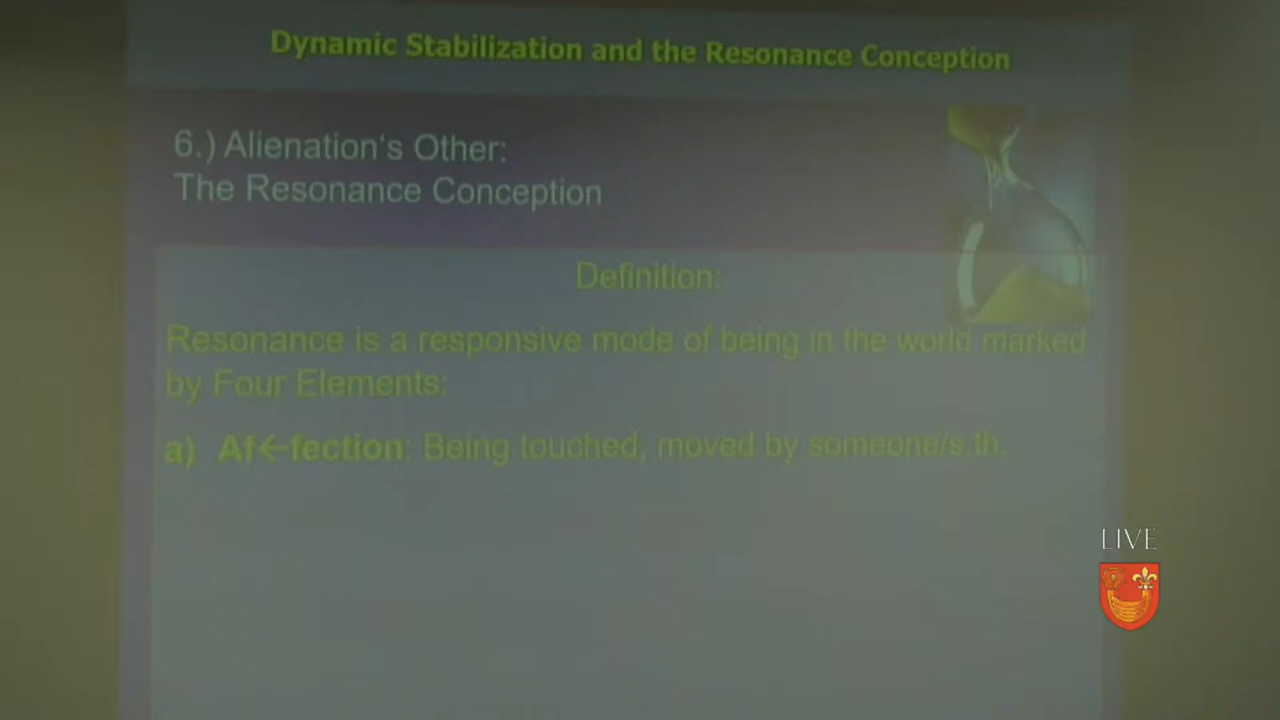 Dynamic Stabilization and the Resonance Conception
6.) Alienation's Other:
The Resonance Conception
Definition:
Resonance is a responsive mode of being in the world marked
by Four Elements:
a) Af←fection: Being touched, moved by someone/s.th.
LIVE